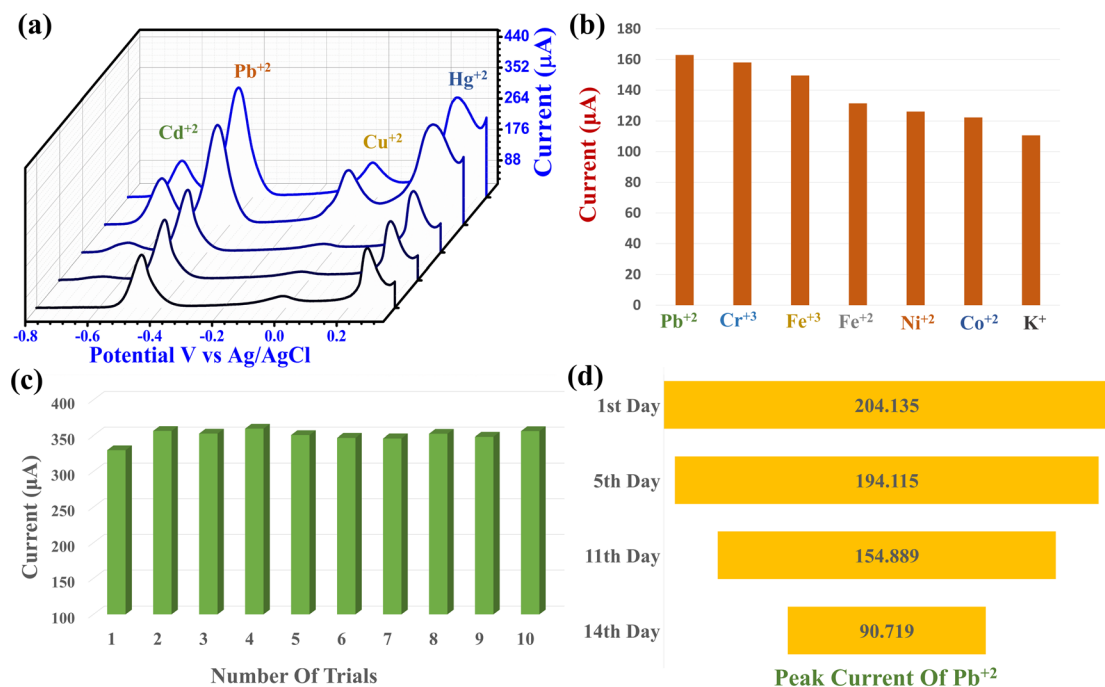 (a)
Cd+2
Pb+2
Cu+2
Hg+2
440
352
264
176
88
Current (μA)
-0.8 -0.6 -0.4 -0.2 0.0 0.2
Potential V vs Ag/AgCl
(b)
Current (μA)
180
160
140
120
100
80
60
40
20
0
Pb+2 Cr+3 Fe+3 Fe+2 Ni+2 Co+2 K+
(c)
Current (μA)
400
350
300
250
200
150
100
1 2 3 4 5 6 7 8 9 10
Number Of Trials
(d)
1st Day 204.135
5th Day 194.115
11th Day 154.889
14th Day 90.719
Peak Current Of Pb+2